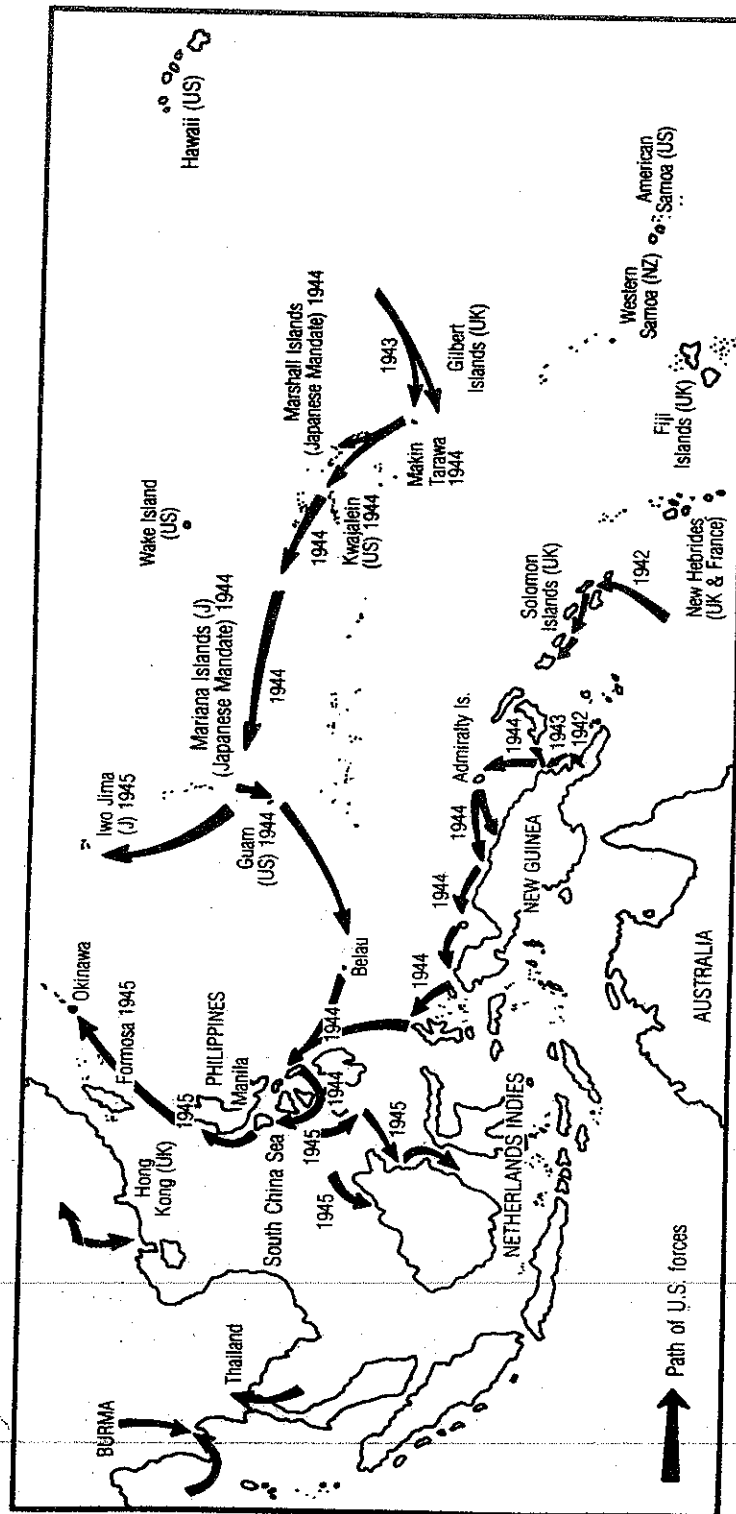 BURMA
Thailand
Hong
Kong (UK)
South China Sea
Formosa 1945
Okinawa
PHILIPPINES
Manila
1945
1944
1944
1945
1945
1945
NETHERLANDS INDIES
Iwo Jima
(J) 1945
Mariana Islands (J)
(Japanese Mandate) 1944
Guam
(US) 1944
Belau
1944
Wake Island
(US)
Marshall Islands
(Japanese Mandate) 1944
1944
Kwajalein
(US) 1944
1943
Makin
Tarawa
1944
Gilbert
Islands (UK)
Hawaii (US)
Admiralty Is.
1944
1944
1944
1944
1943
1942
NEW GUINEA
AUSTRALIA
Solomon
Islands (UK)
1942
New Hebrides
(UK & France)
Fiji
Islands (UK)
Western
Samoa (NZ)
American
Samoa (US)
Path of U.S. forces